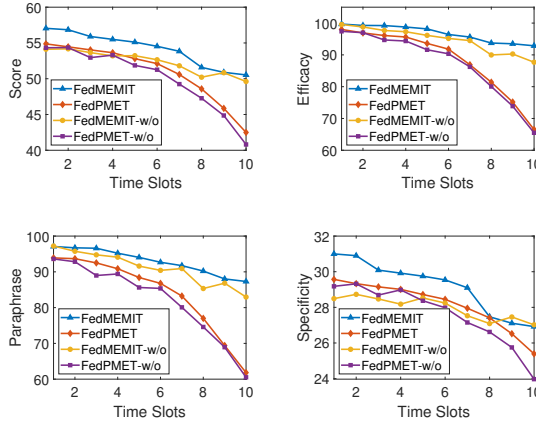 60
55
50
45
40
Score
FedMEMIT
FedPMET
FedMEMIT-w/o
FedPMET-w/o
2 4 6 8 10
Time Slots
100
90
80
70
60
Efficacy
FedMEMIT
FedPMET
FedMEMIT-w/o
FedPMET-w/o
2 4 6 8 10
Time Slots
100
90
80
70
60
Paraphrase
FedMEMIT
FedPMET
FedMEMIT-w/o
FedPMET-w/o
2 4 6 8 10
Time Slots
32
30
28
26
24
Specificity
FedMEMIT
FedPMET
FedMEMIT-w/o
FedPMET-w/o
2 4 6 8 10
Time Slots